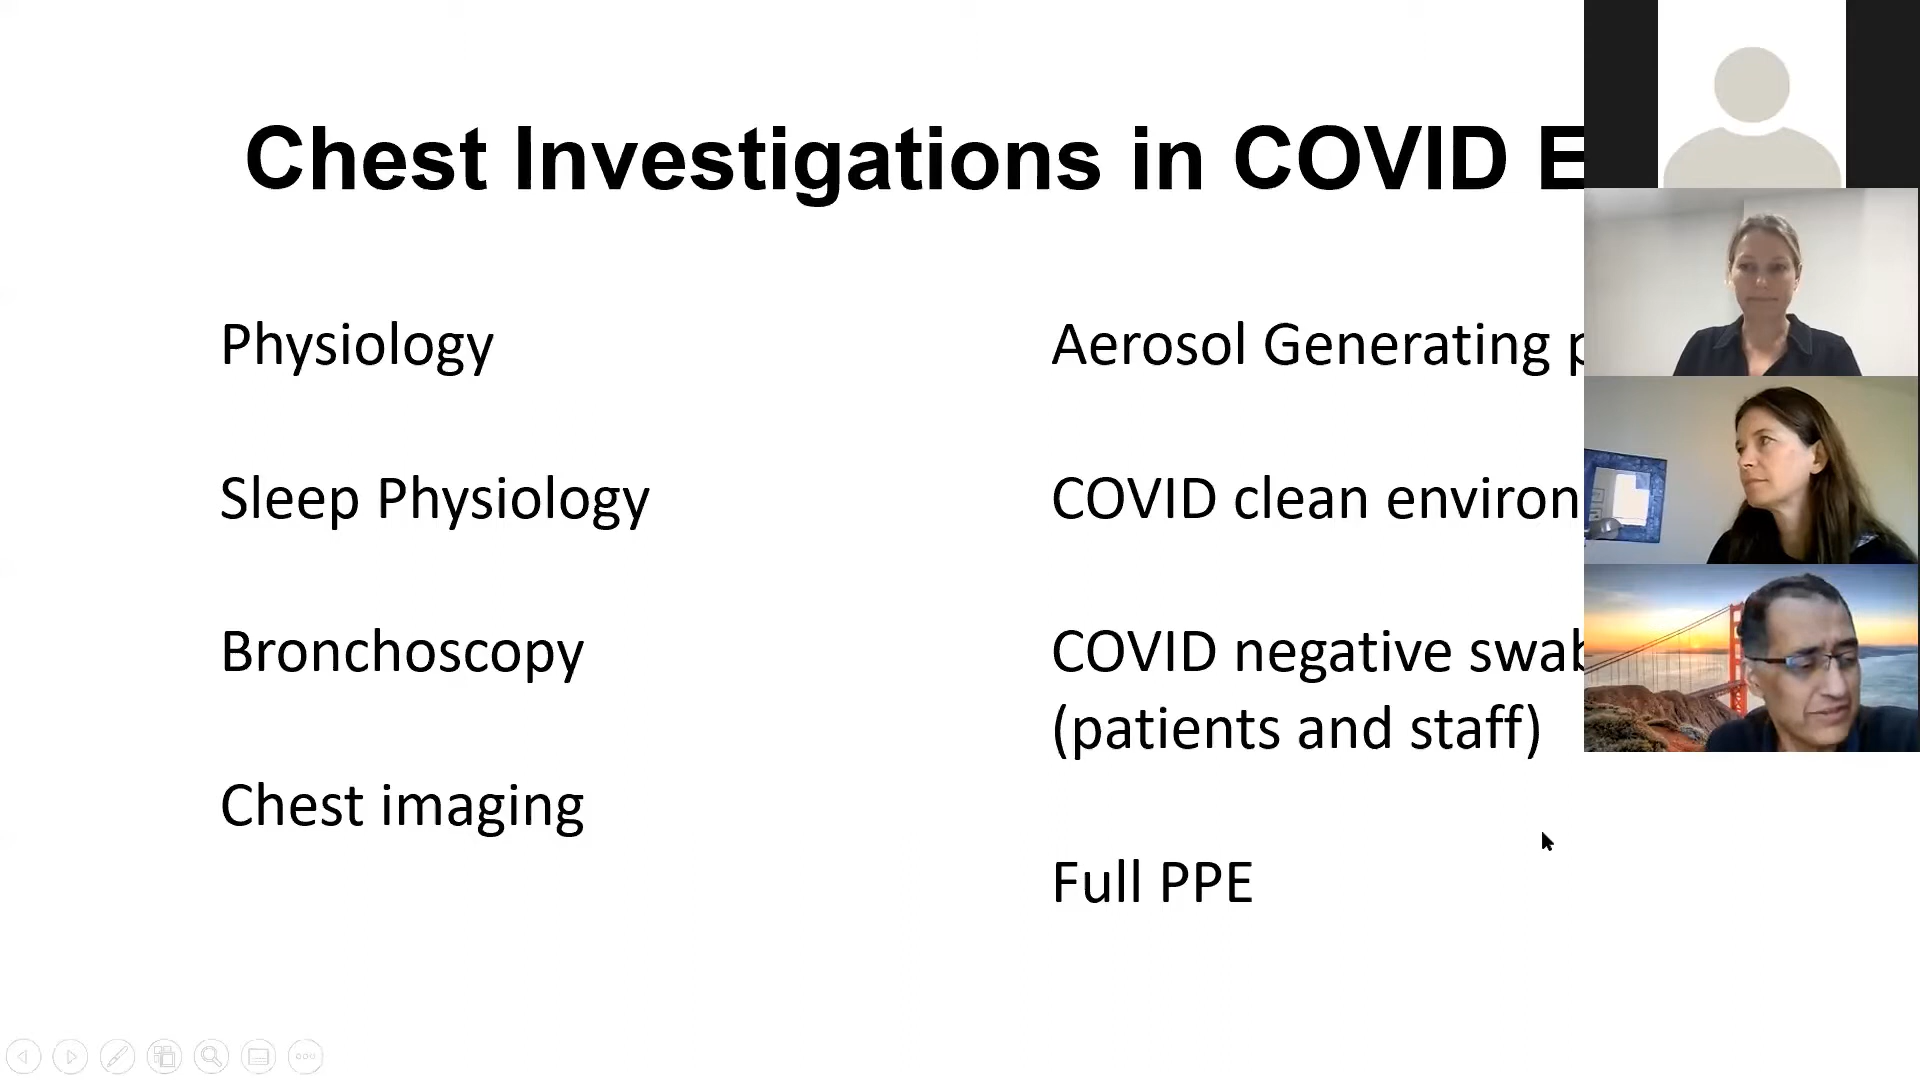 Chest Investigations in COVID E
Physiology
Sleep Physiology
Bronchoscopy
Chest imaging
Aerosol Generating
COVID clean environ
COVID negative swab
(patients and staff)
Full PPE